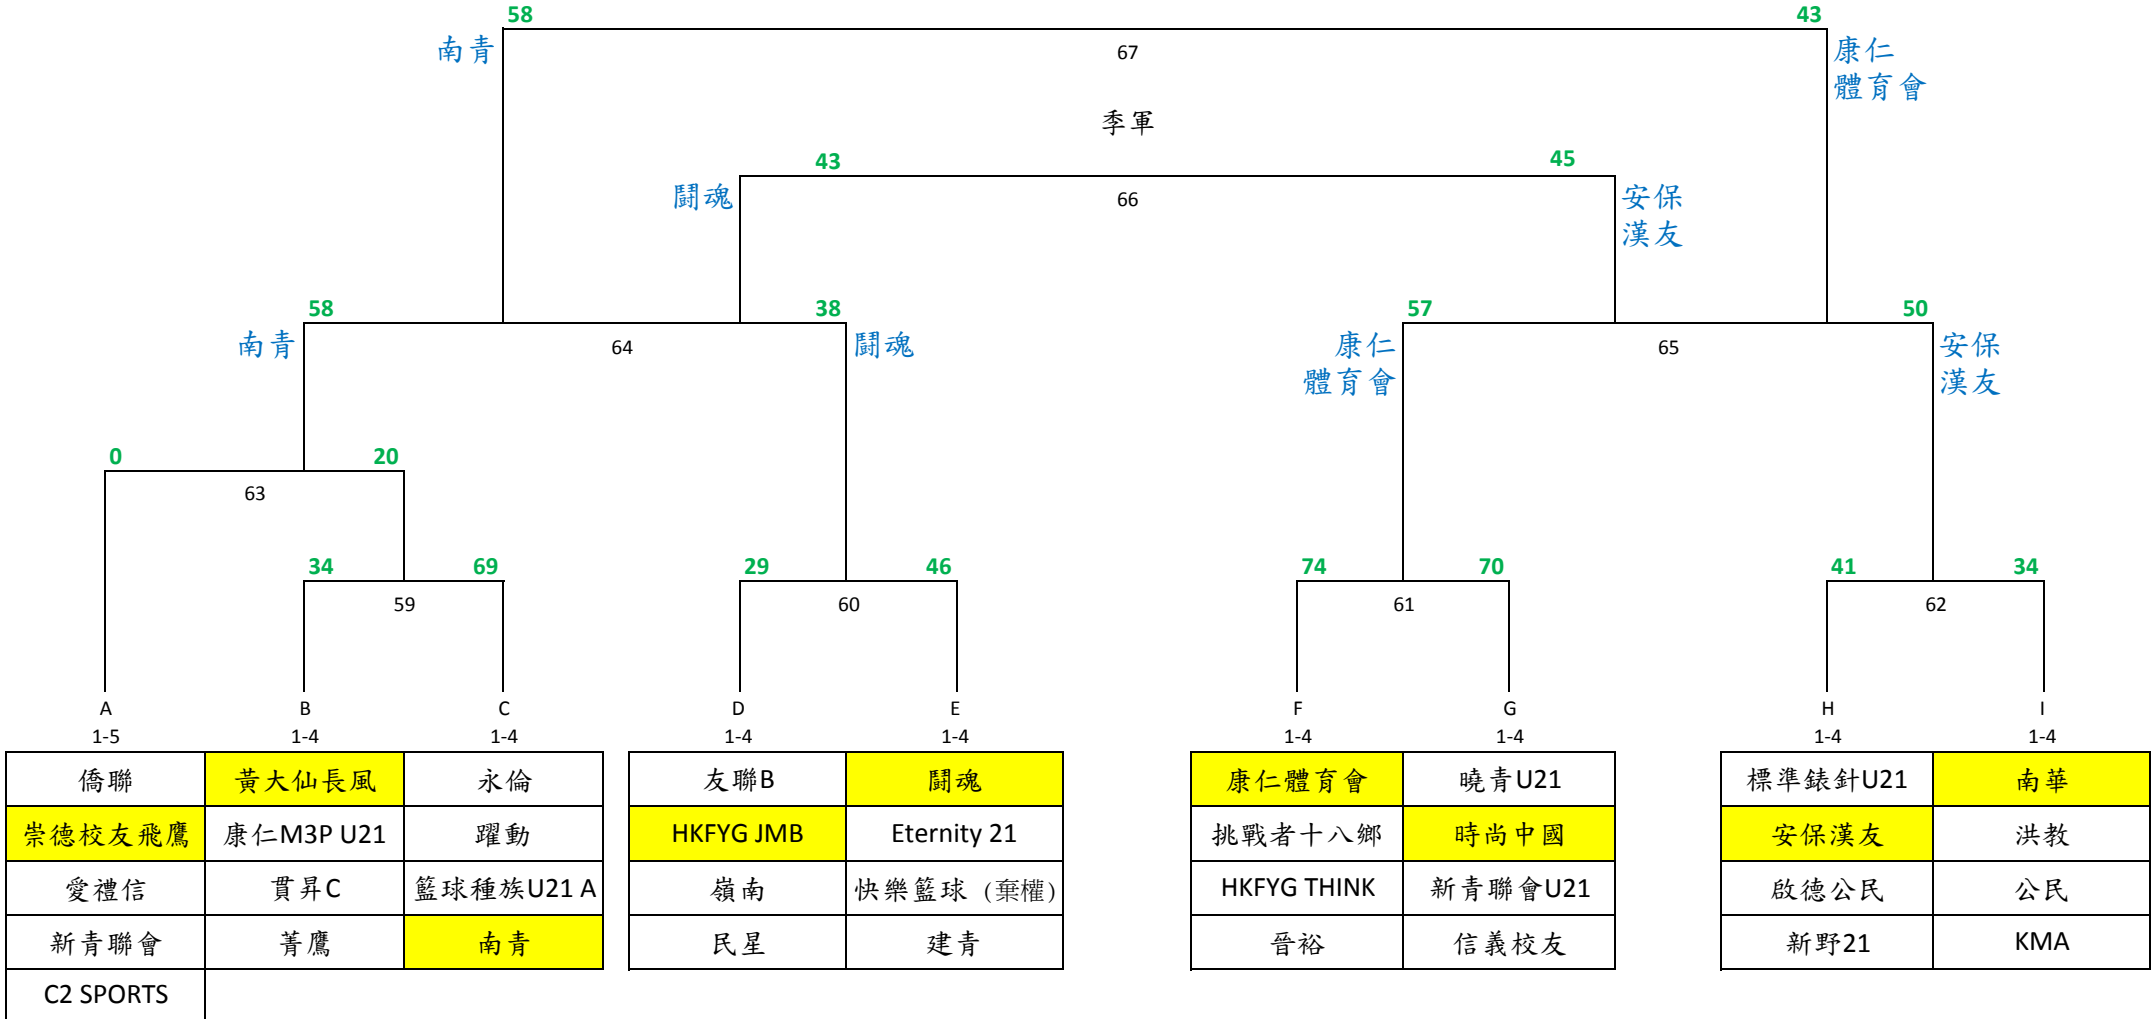 58 43
南青 67 康仁
體育會
季軍
43 45
鬪魂 66 安保
漢友
58 38 57 50
南青 64 鬪魂 康仁 65 安保
體育會 漢友
0 20
63
34 69 29 46 74 70 41 34
59 60 61 62
A B C D E F G H I
1-5 1-4 1-4 1-4 1-4 1-4 1-4 1-4 1-4
僑聯 黃大仙長風 永倫 友聯B 鬪魂 康仁體育會 曉青U21 標準錶針U21 南華
崇德校友飛鷹 康仁M3P U21 躍動 HKFYG JMB Eternity 21 挑戰者十八鄉 時尚中國 安保漢友 洪教
愛禮信 貫昇C 籃球種族U21 A 嶺南 快樂籃球 (棄權) HKFYG THINK 新青聯會U21 啟德公民 公民
新青聯會 菁鷹 南青 民星 建青 晉裕 信義校友 新野21 KMA
C2 SPORTS